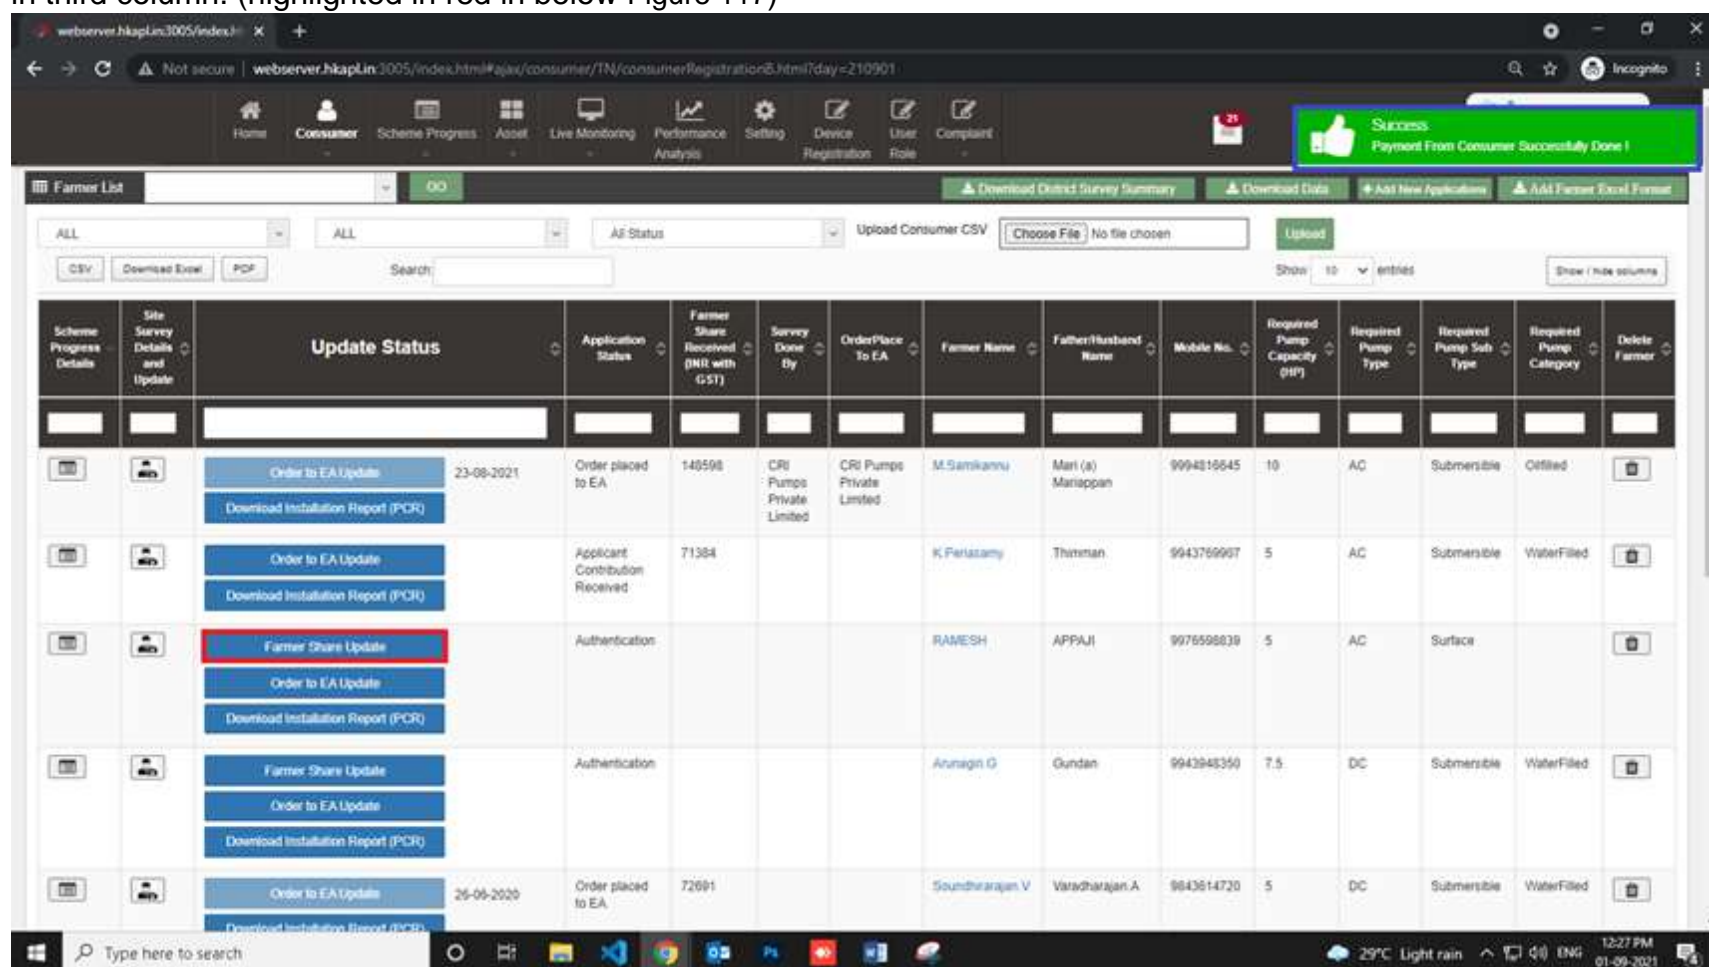 in third column. (highlighted in red in below Figure 117)
webserver.hkapl.in:3005/index.h
Not secure | webserver.hkapl.in:3005/index.html#ajax/consumer/TN/consumerRegistration6.html?day=210901
Incognito
Home Consumer Scheme Progress Asset Live Monitoring Performance Analysis Setting Device Registration User Role Complaint
21
Success
Payment From Consumer Successfully Done !
Farmer List GO Download District Survey Summary Download Data +Add New Applications Add Farmer Excel Format
ALL ALL All Status Upload Consumer CSV Choose File No file chosen Upload
CSV Download Excel PDF Search: Show 10 entries Show / hide columns
Scheme Progress Details Site Survey Details and Update Update Status Application Status Farmer Share Received (INR with GST) Survey Done By OrderPlace To EA Farmer Name Father/Husband Name Mobile No. Required Pump Capacity (HP) Required Pump Type Required Pump Sub Type Required Pump Category Delete Farmer
Order to EA Update 23-08-2021 Order placed to EA 148598 CRI Pumps Private Limited CRI Pumps Private Limited M.Samikannu Mari (a) Mariappan 9994816645 10 AC Submersible Oilfilled
Download Installation Report (PCR)
Order to EA Update Applicant Contribution Received 71384 K.Periasamy Thimman 9943769907 5 AC Submersible WaterFilled
Download Installation Report (PCR)
Farmer Share Update Authentication RAMESH APPAJI 9976598839 5 AC Surface
Order to EA Update
Download Installation Report (PCR)
Farmer Share Update Authentication Arunagiri G Gundan 9943948350 7.5 DC Submersible WaterFilled
Order to EA Update
Download Installation Report (PCR)
Order to EA Update 26-06-2020 Order placed to EA 72691 Soundhrarajan.V Varadharajan.A 9843614720 5 DC Submersible WaterFilled
Download Installation Report (PCR)
Type here to search 29°C Light rain ENG 12:27 PM
01-09-2021